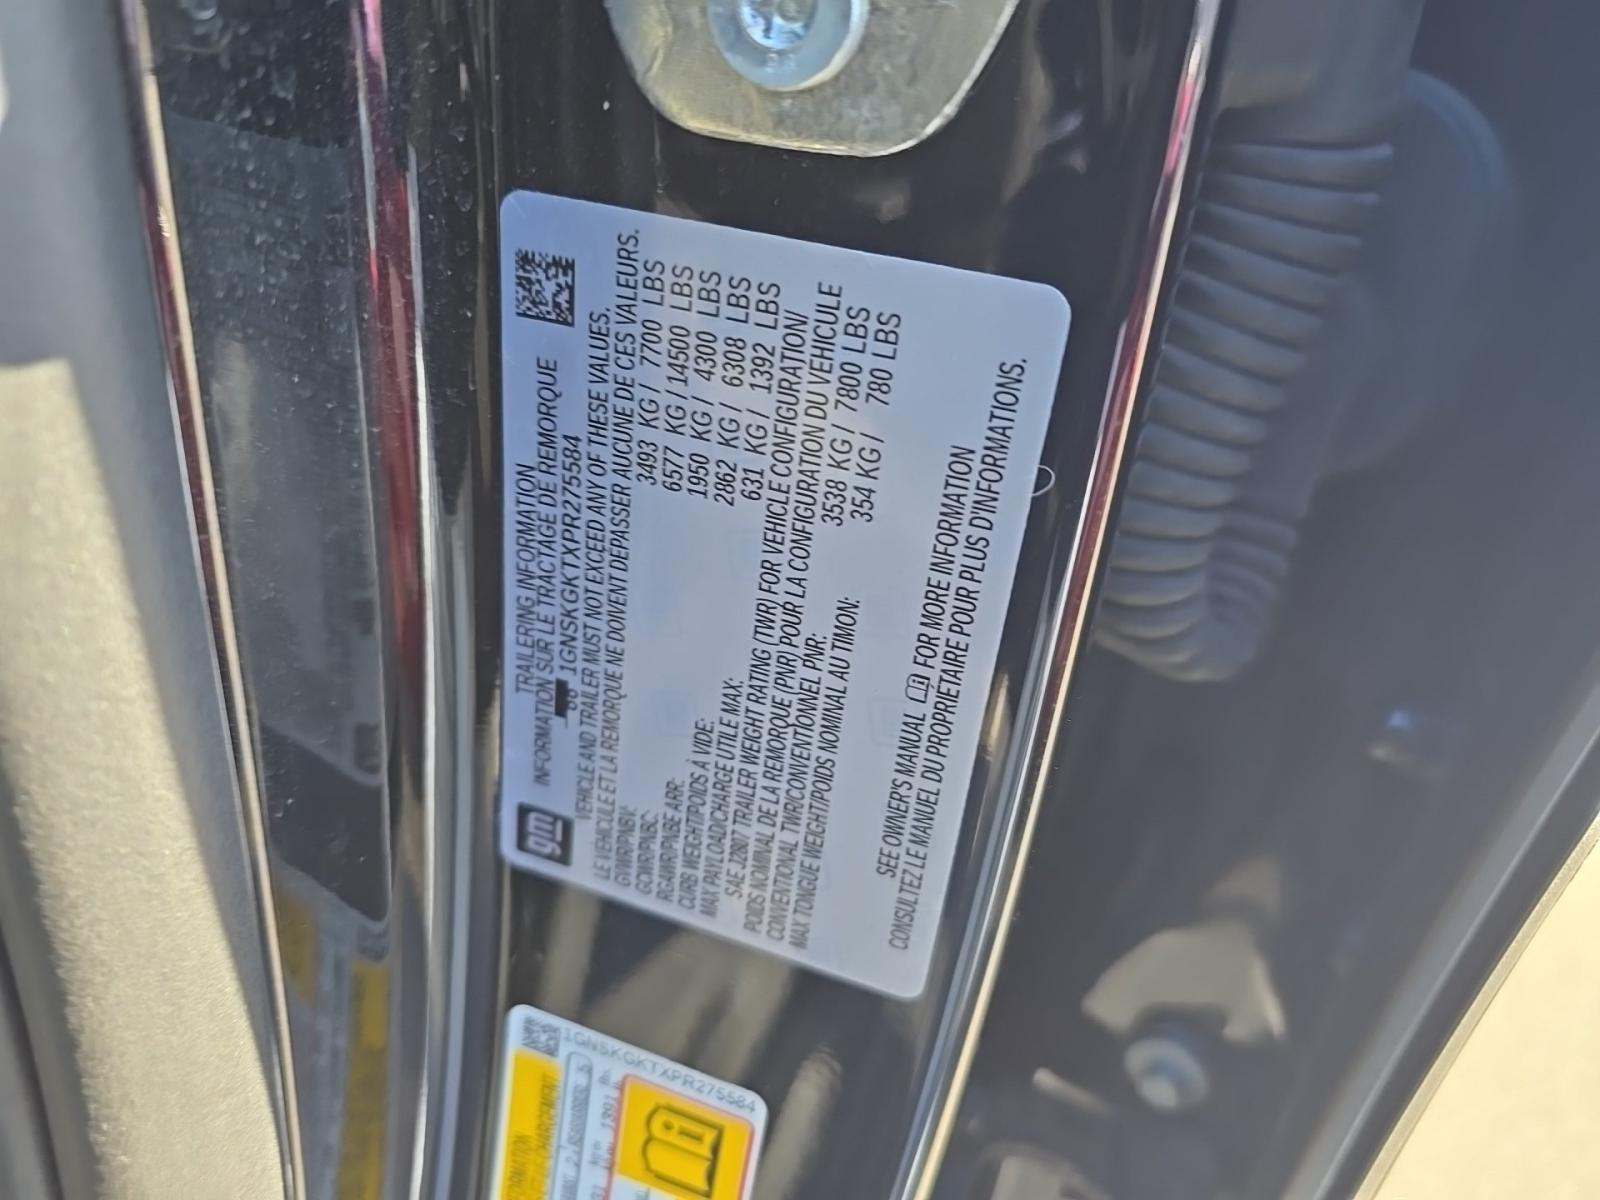 gm
TRAILERING INFORMATION
INFORMATION SUR LE TRACTAGE DE REMORQUE
1GNSKGKTXPR275584
VEHICLE AND TRAILER MUST NOT EXCEED ANY OF THESE VALUES.
LE VEHICULE ET LA REMORQUE NE DOIVENT DEPASSER AUCUNE DE CES VALEURS.
GVWR/PNBV: 3493 KG / 7700 LBS
GCWR/PNBC: 6577 KG / 14500 LBS
RGAWR/PNBE ARR: 1950 KG / 4300 LBS
CURB WEIGHT/POIDS À VIDE: 2862 KG / 6308 LBS
MAX PAYLOAD/CHARGE UTILE MAX: 631 KG / 1392 LBS
SAE J2807 TRAILER WEIGHT RATING (TWR) FOR VEHICLE CONFIGURATION/
POIDS NOMINAL DE LA REMORQUE (PNR) POUR LA CONFIGURATION DU VEHICULE
CONVENTIONAL TWR/CONVENTIONNEL PNR: 3538 KG / 7800 LBS
MAX TONGUE WEIGHT/POIDS NOMINAL AU TIMON: 354 KG / 780 LBS
SEE OWNER'S MANUAL FOR MORE INFORMATION
CONSULTEZ LE MANUEL DU PROPRIÉTAIRE POUR PLUS D'INFORMATIONS.
1GNSKGKTXPR275584